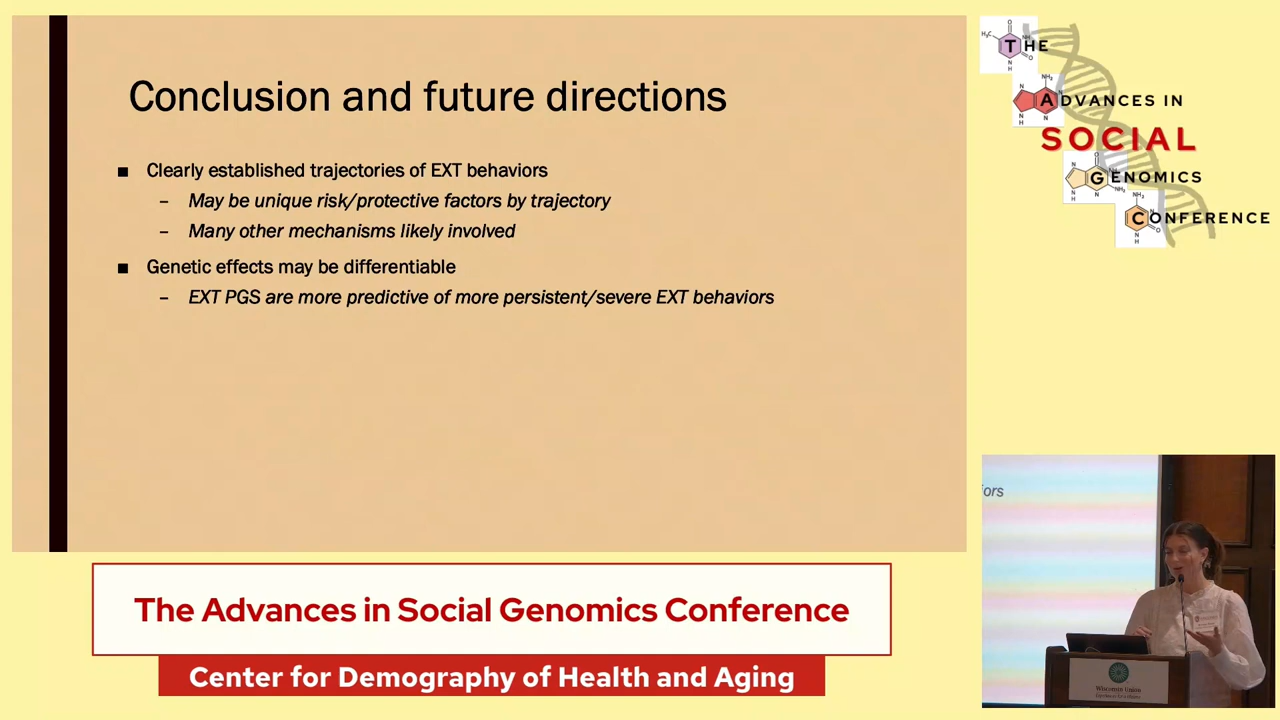 Conclusion and future directions
■ Clearly established trajectories of EXT behaviors
– May be unique risk/protective factors by trajectory
– Many other mechanisms likely involved
■ Genetic effects may be differentiable
– EXT PGS are more predictive of more persistent/severe EXT behaviors
THE
ADVANCES IN
SOCIAL
GENOMICS
CONFERENCE
iors
Wisconsin Union
The Advances in Social Genomics Conference
Center for Demography of Health and Aging